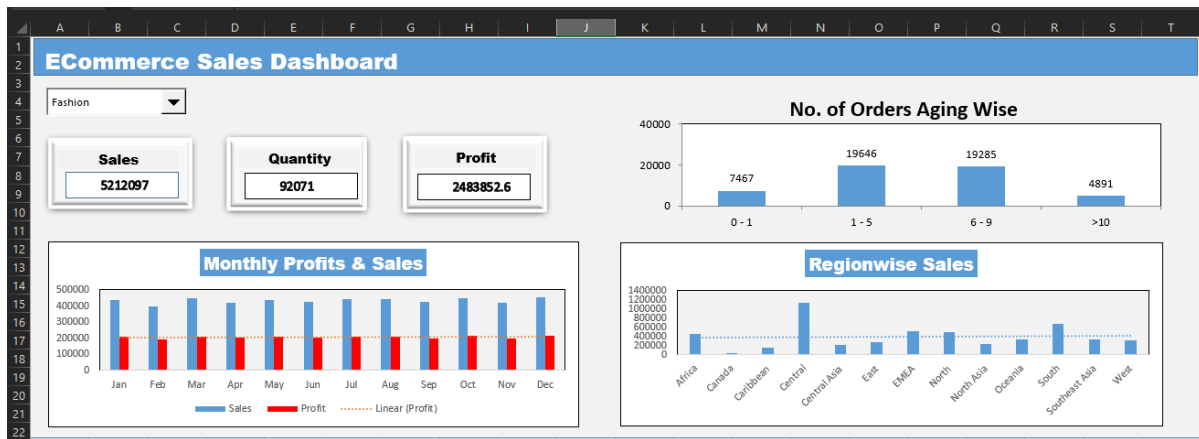 A B C D E F G H I J K L M N O P Q R S T
1
2
3
4
5
6
7
8
9
10
11
12
13
14
15
16
17
18
19
20
21
22
ECommerce Sales Dashboard
Fashion
Sales
5212097
Quantity
92071
Profit
2483852.6
No. of Orders Aging Wise
40000
20000
0
7467
19646
19285
4891
0 - 1 1 - 5 6 - 9 >10
Monthly Profits & Sales
500000
400000
300000
200000
100000
0
Jan Feb Mar Apr May Jun Jul Aug Sep Oct Nov Dec
Sales Profit Linear (Profit)
Regionwise Sales
1400000
1200000
1000000
800000
600000
400000
200000
0
Africa
Canada
Caribbean
Central
Central Asia
East
EMEA
North
North Asia
Oceania
South
Southeast Asia
West